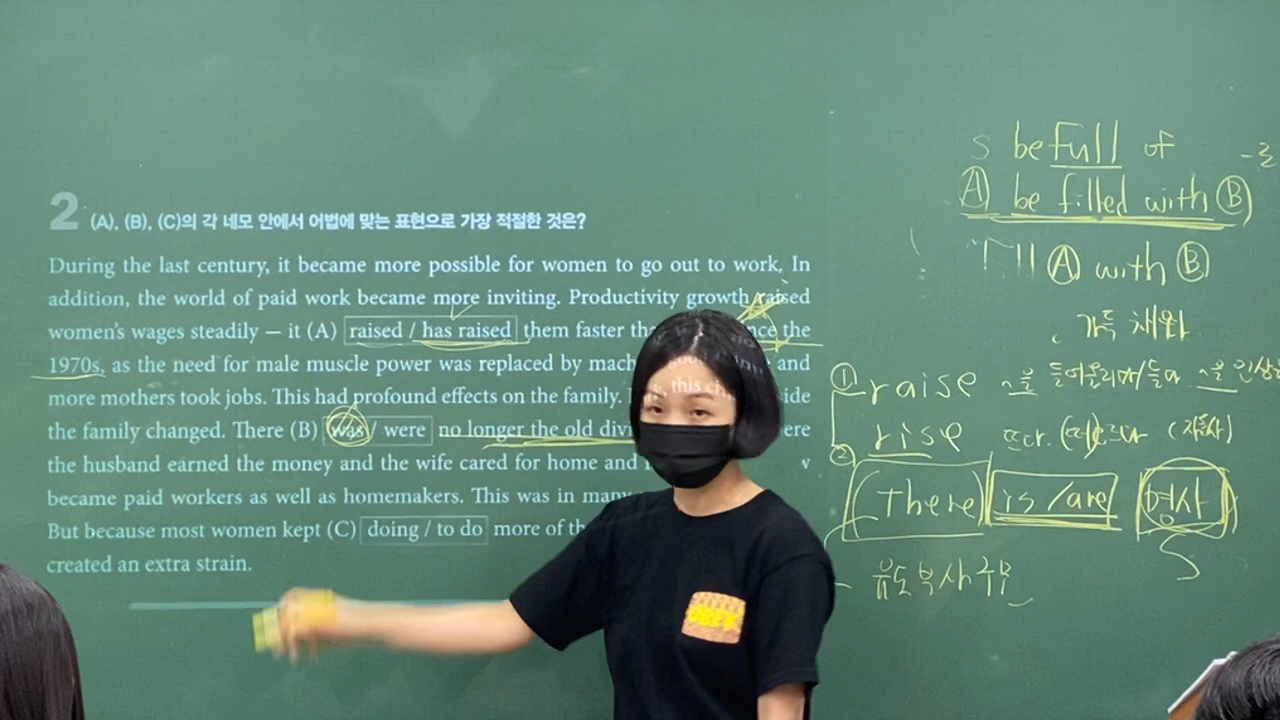 2 (A), (B), (C)의 각 네모 안에서 어법에 맞는 표현으로 가장 적절한 것은?
During the last century, it became more possible for women to go out to work, In
addition, the world of paid work became more inviting. Productivity growth raised
women's wages steadily — it (A) raised / has raised them faster the
1970s, as the need for male muscle power was replaced by and
more mothers took jobs. This had profound effects on the family.
the family changed. There (B) was / were no longer the old
the husband earned the money and the wife cared for home and
became paid workers as well as homemakers. This was in many
But because most women kept (C) doing / to do more of
created an extra strain.
S be full of
A be filled with B
A with B
가득 채우다
① raise
rise
② There is / are 명사
S
유도부사 구문